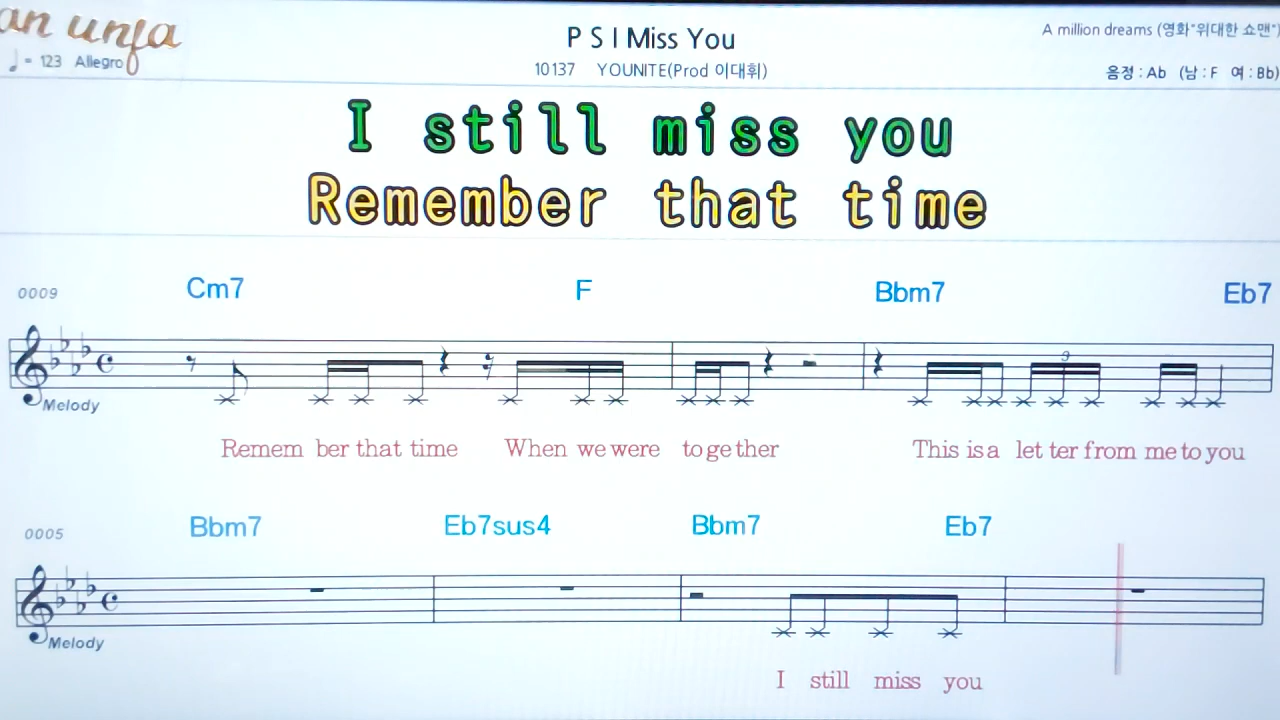 an unfa
♩ = 123 Allegro
P S I Miss You
10137 YOUNITE(Prod 이대휘)
A million dreams (영화"위대한 쇼맨")
음정 : Ab (남 : F 여 : Bb)
I still miss you
Remember that time
0009 Cm7 F Bbm7 Eb7
3
Melody
Remem ber that time When we were to ge ther This is a let ter from me to you
0005 Bbm7 Eb7sus4 Bbm7 Eb7
Melody
I still miss you